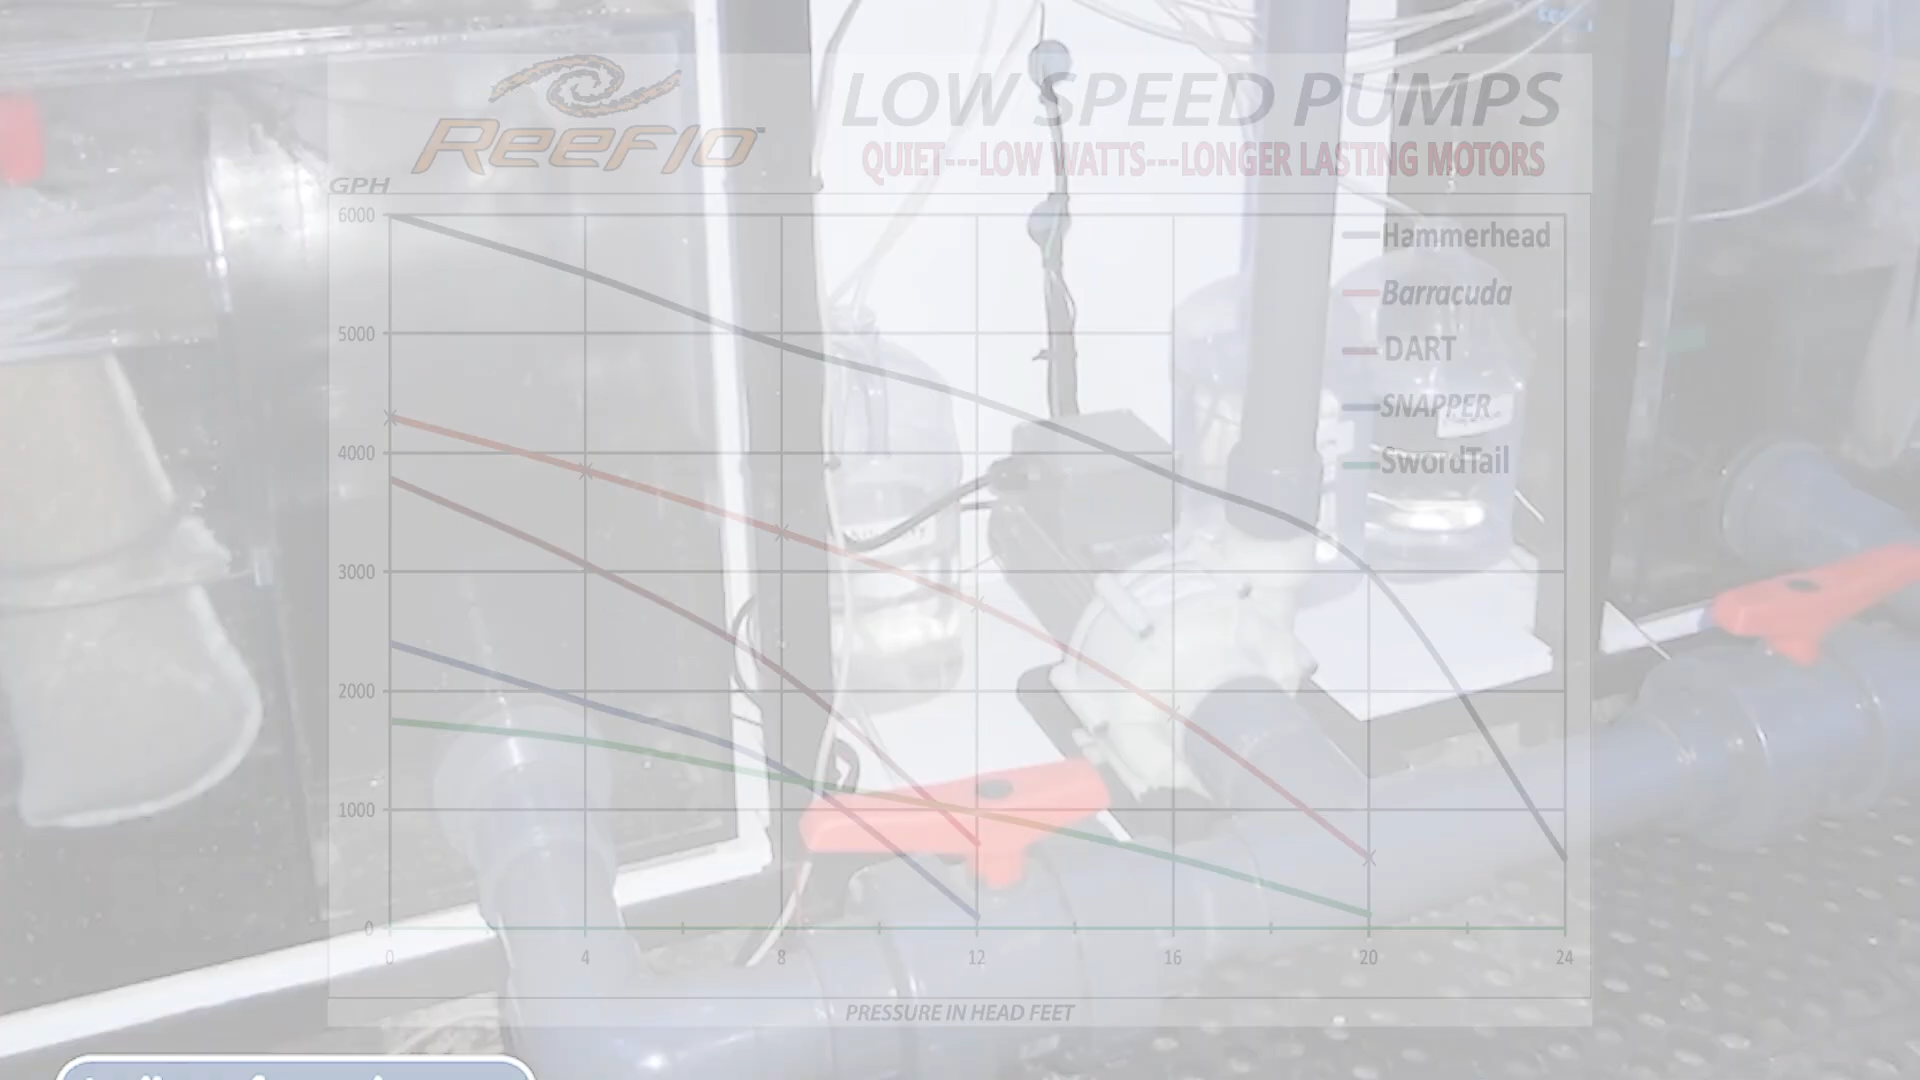 ReeFlo™
LOW SPEED PUMPS
QUIET---LOW WATTS---LONGER LASTING MOTORS
GPH
6000
5000
4000
3000
2000
1000
0
Hammerhead
Barracuda
DART
SNAPPER
SwordTail
0 4 8 12 16 20 24
PRESSURE IN HEAD FEET